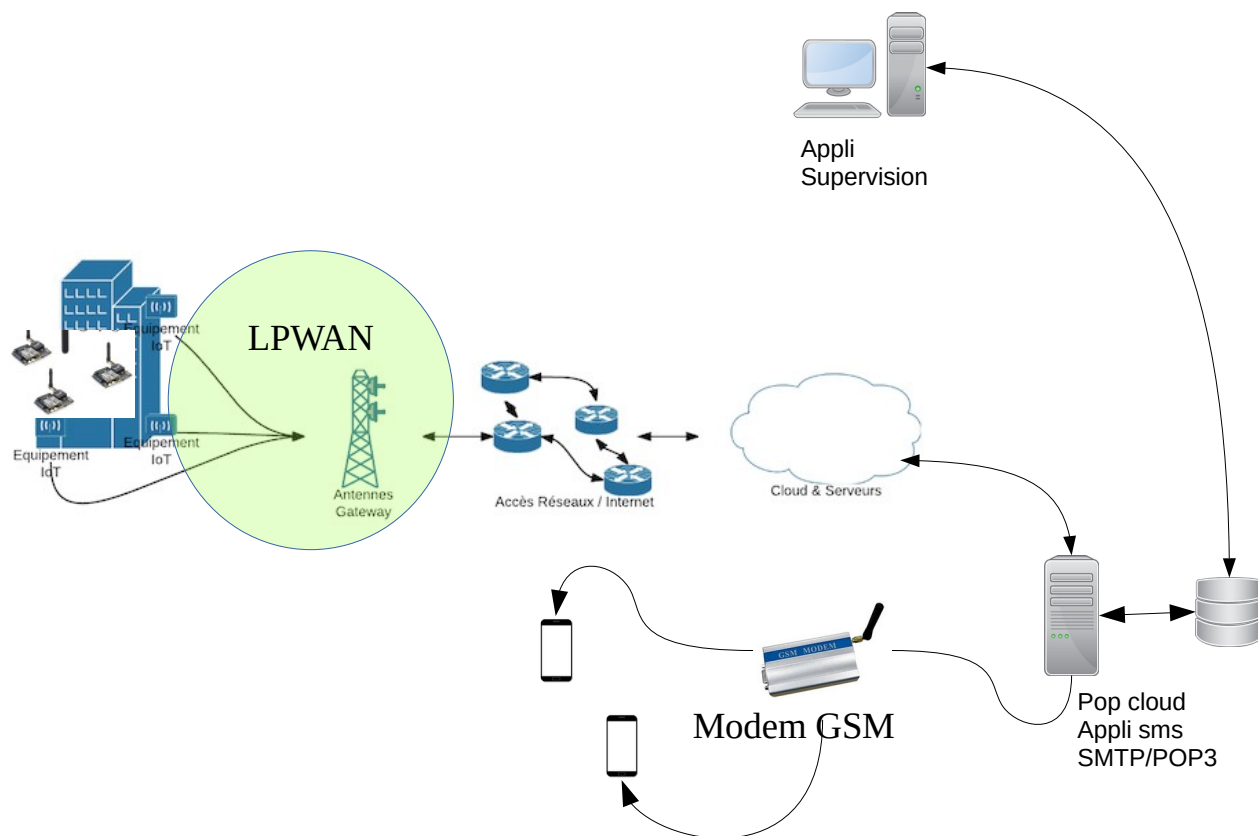 Appli
Supervision
LPWAN
Equipement
IoT
Equipement
IoT
Equipement
IoT
Antennes
Gateway
Accès Réseaux / Internet
Cloud & Serveurs
GSM MODEM
Modem GSM
Pop cloud
Appli sms
SMTP/POP3